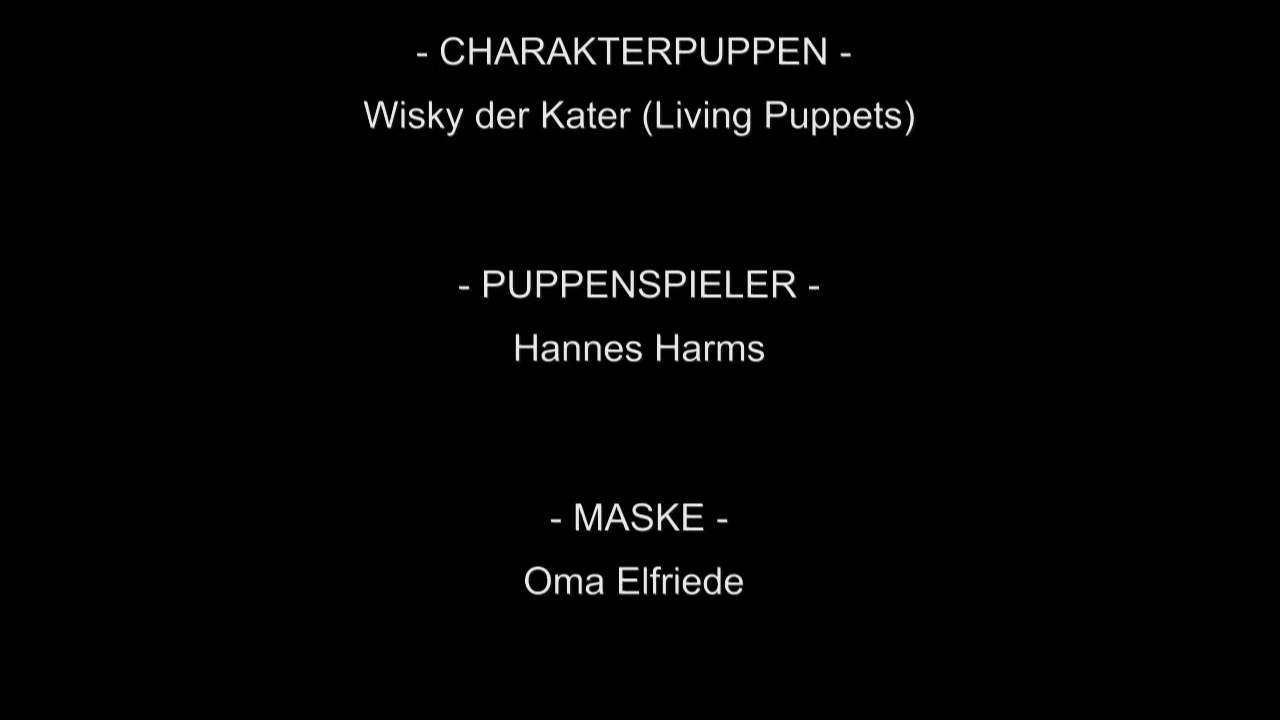 - CHARAKTERPUPPEN -
Wisky der Kater (Living Puppets)
- PUPPENSPIELER -
Hannes Harms
- MASKE -
Oma Elfriede